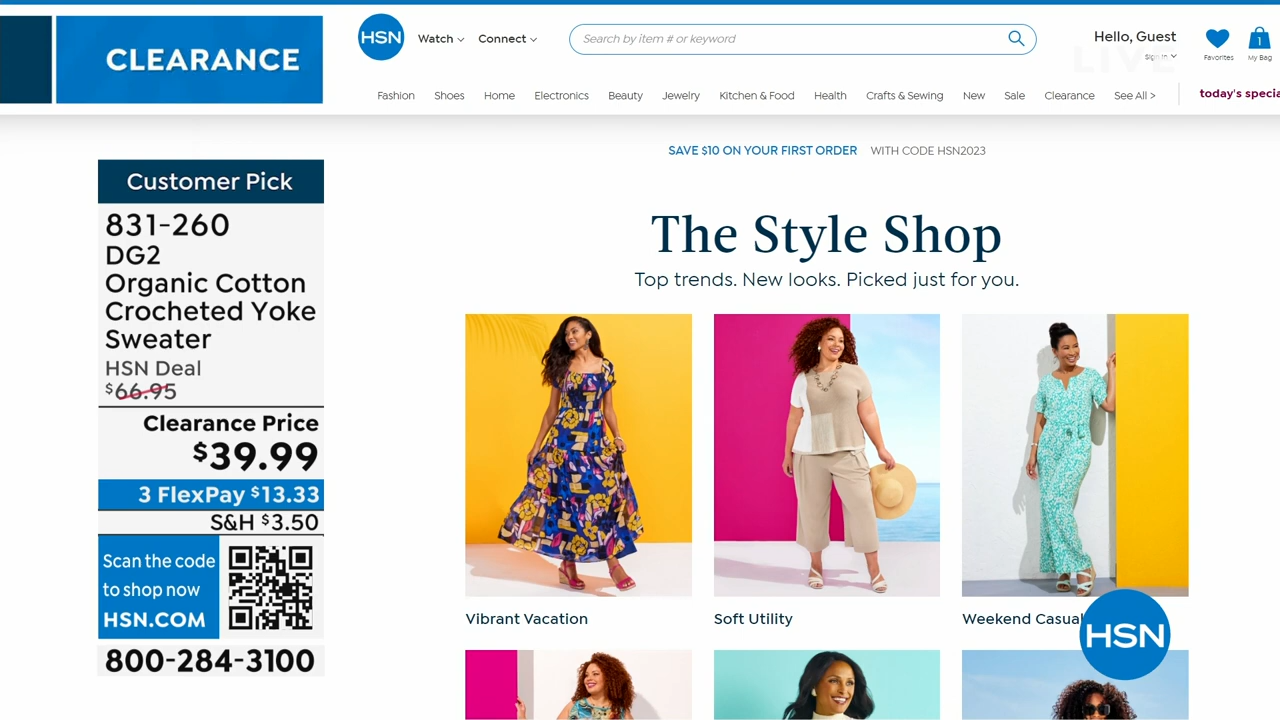 CLEARANCE
HSN
Watch
Connect
Search by item # or keyword
Hello, Guest
Sign In
LIVE
Favorites
1
My Bag
Fashion
Shoes
Home
Electronics
Beauty
Jewelry
Kitchen & Food
Health
Crafts & Sewing
New
Sale
Clearance
See All >
today's specia
SAVE $10 ON YOUR FIRST ORDER WITH CODE HSN2023
Customer Pick
831-260
DG2
Organic Cotton
Crocheted Yoke
Sweater
HSN Deal
$66.95
Clearance Price
$39.99
3 FlexPay $13.33
S&H $3.50
Scan the code
to shop now
HSN.COM
800-284-3100
The Style Shop
Top trends. New looks. Picked just for you.
Vibrant Vacation
Soft Utility
Weekend Casual
HSN